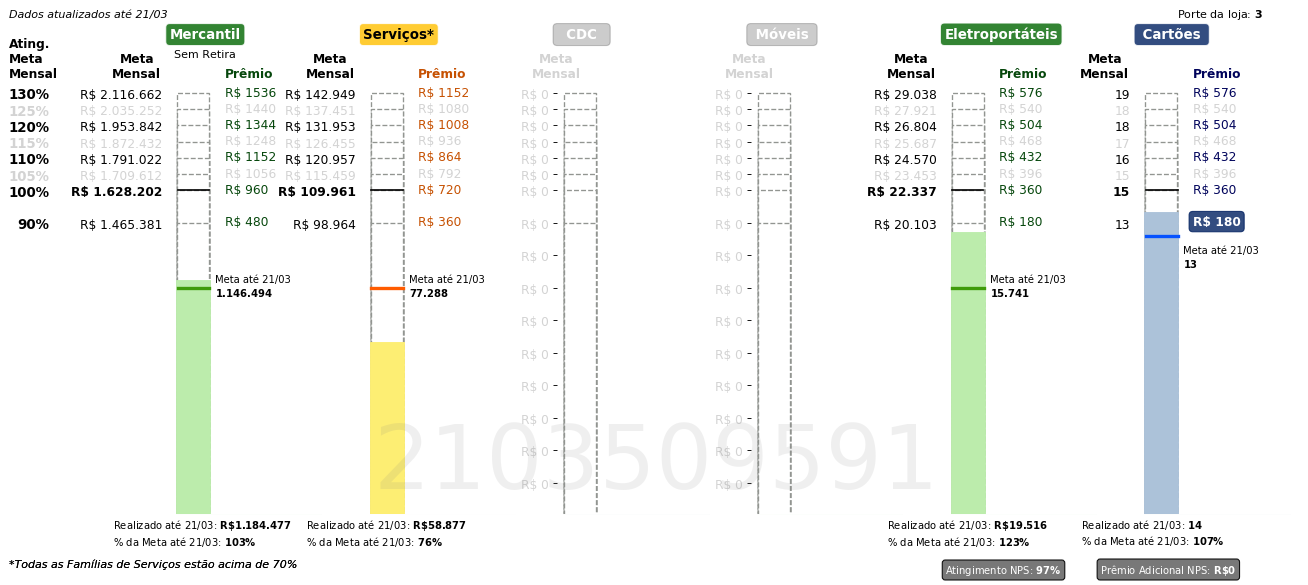 Dados atualizados até 21/03 Porte da loja: 3
Mercantil Serviços* CDC Móveis Eletroportáteis Cartões
Sem Retira
Ating. Meta Mensal Meta Mensal Prêmio Meta Mensal Prêmio Meta Mensal Meta Mensal Meta Mensal Prêmio Meta Mensal Prêmio
130% R$ 2.116.662 R$ 1536 R$ 142.949 R$ 1152 R$ 0 R$ 0 R$ 29.038 R$ 576 19 R$ 576
125% R$ 2.035.252 R$ 1440 R$ 137.451 R$ 1080 R$ 0 R$ 0 R$ 27.921 R$ 540 18 R$ 540
120% R$ 1.953.842 R$ 1344 R$ 131.953 R$ 1008 R$ 0 R$ 0 R$ 26.804 R$ 504 18 R$ 504
115% R$ 1.872.432 R$ 1248 R$ 126.455 R$ 936 R$ 0 R$ 0 R$ 25.687 R$ 468 17 R$ 468
110% R$ 1.791.022 R$ 1152 R$ 120.957 R$ 864 R$ 0 R$ 0 R$ 24.570 R$ 432 16 R$ 432
105% R$ 1.709.612 R$ 1056 R$ 115.459 R$ 792 R$ 0 R$ 0 R$ 23.453 R$ 396 15 R$ 396
100% R$ 1.628.202 R$ 960 R$ 109.961 R$ 720 R$ 0 R$ 0 R$ 22.337 R$ 360 15 R$ 360
90% R$ 1.465.381 R$ 480 R$ 98.964 R$ 360 R$ 0 R$ 0 R$ 20.103 R$ 180 13 R$ 180
R$ 0 R$ 0 Meta até 21/03
13
R$ 0 R$ 0
Meta até 21/03 Meta até 21/03 Meta até 21/03
1.146.494 77.288 15.741
R$ 0 R$ 0
R$ 0 R$ 0
R$ 0 R$ 0
R$ 0 R$ 0
R$ 0 R$ 0
R$ 0 R$ 0
2103509591
Realizado até 21/03: R$1.184.477 Realizado até 21/03: R$58.877 Realizado até 21/03: R$19.516 Realizado até 21/03: 14
% da Meta até 21/03: 103% % da Meta até 21/03: 76% % da Meta até 21/03: 123% % da Meta até 21/03: 107%
*Todas as Famílias de Serviços estão acima de 70% Atingimento NPS: 97% Prêmio Adicional NPS: R$0